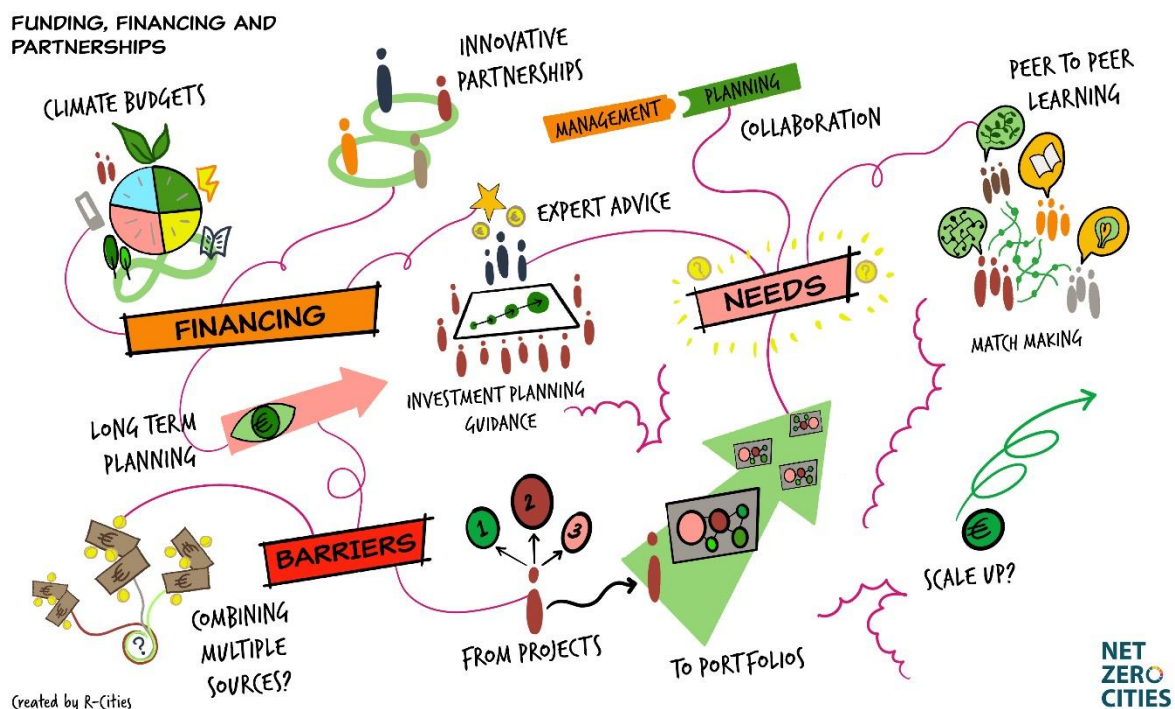 FUNDING, FINANCING AND
PARTNERSHIPS
CLIMATE BUDGETS
INNOVATIVE
PARTNERSHIPS
MANAGEMENT
PLANNING
COLLABORATION
PEER TO PEER
LEARNING
EXPERT ADVICE
€
€
FINANCING
NEEDS
?
?
MATCH MAKING
INVESTMENT PLANNING
GUIDANCE
LONG TERM
PLANNING
€
BARRIERS
1
2
3
€
€
€
€
€
?
COMBINING
MULTIPLE
SOURCES?
FROM PROJECTS
TO PORTFOLIOS
€
SCALE UP?
Created by R-Cities
NET
ZERO
CITIES